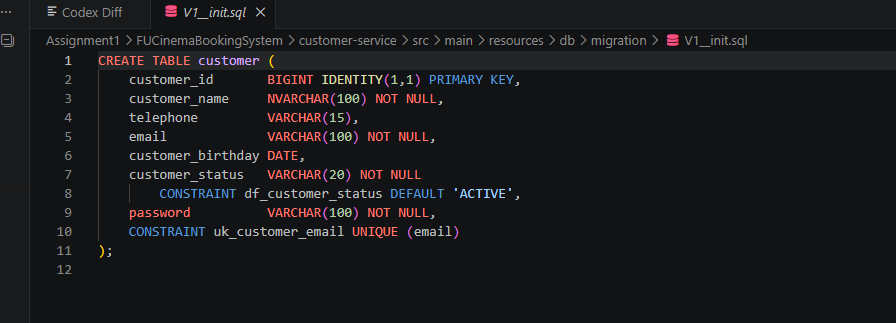 Codex Diff V1__init.sql
Assignment1 > FUCinemaBookingSystem > customer-service > src > main > resources > db > migration > V1__init.sql
1 CREATE TABLE customer (
2 customer_id BIGINT IDENTITY(1,1) PRIMARY KEY,
3 customer_name NVARCHAR(100) NOT NULL,
4 telephone VARCHAR(15),
5 email VARCHAR(100) NOT NULL,
6 customer_birthday DATE,
7 customer_status VARCHAR(20) NOT NULL
8 CONSTRAINT df_customer_status DEFAULT 'ACTIVE',
9 password VARCHAR(100) NOT NULL,
10 CONSTRAINT uk_customer_email UNIQUE (email)
11 );
12